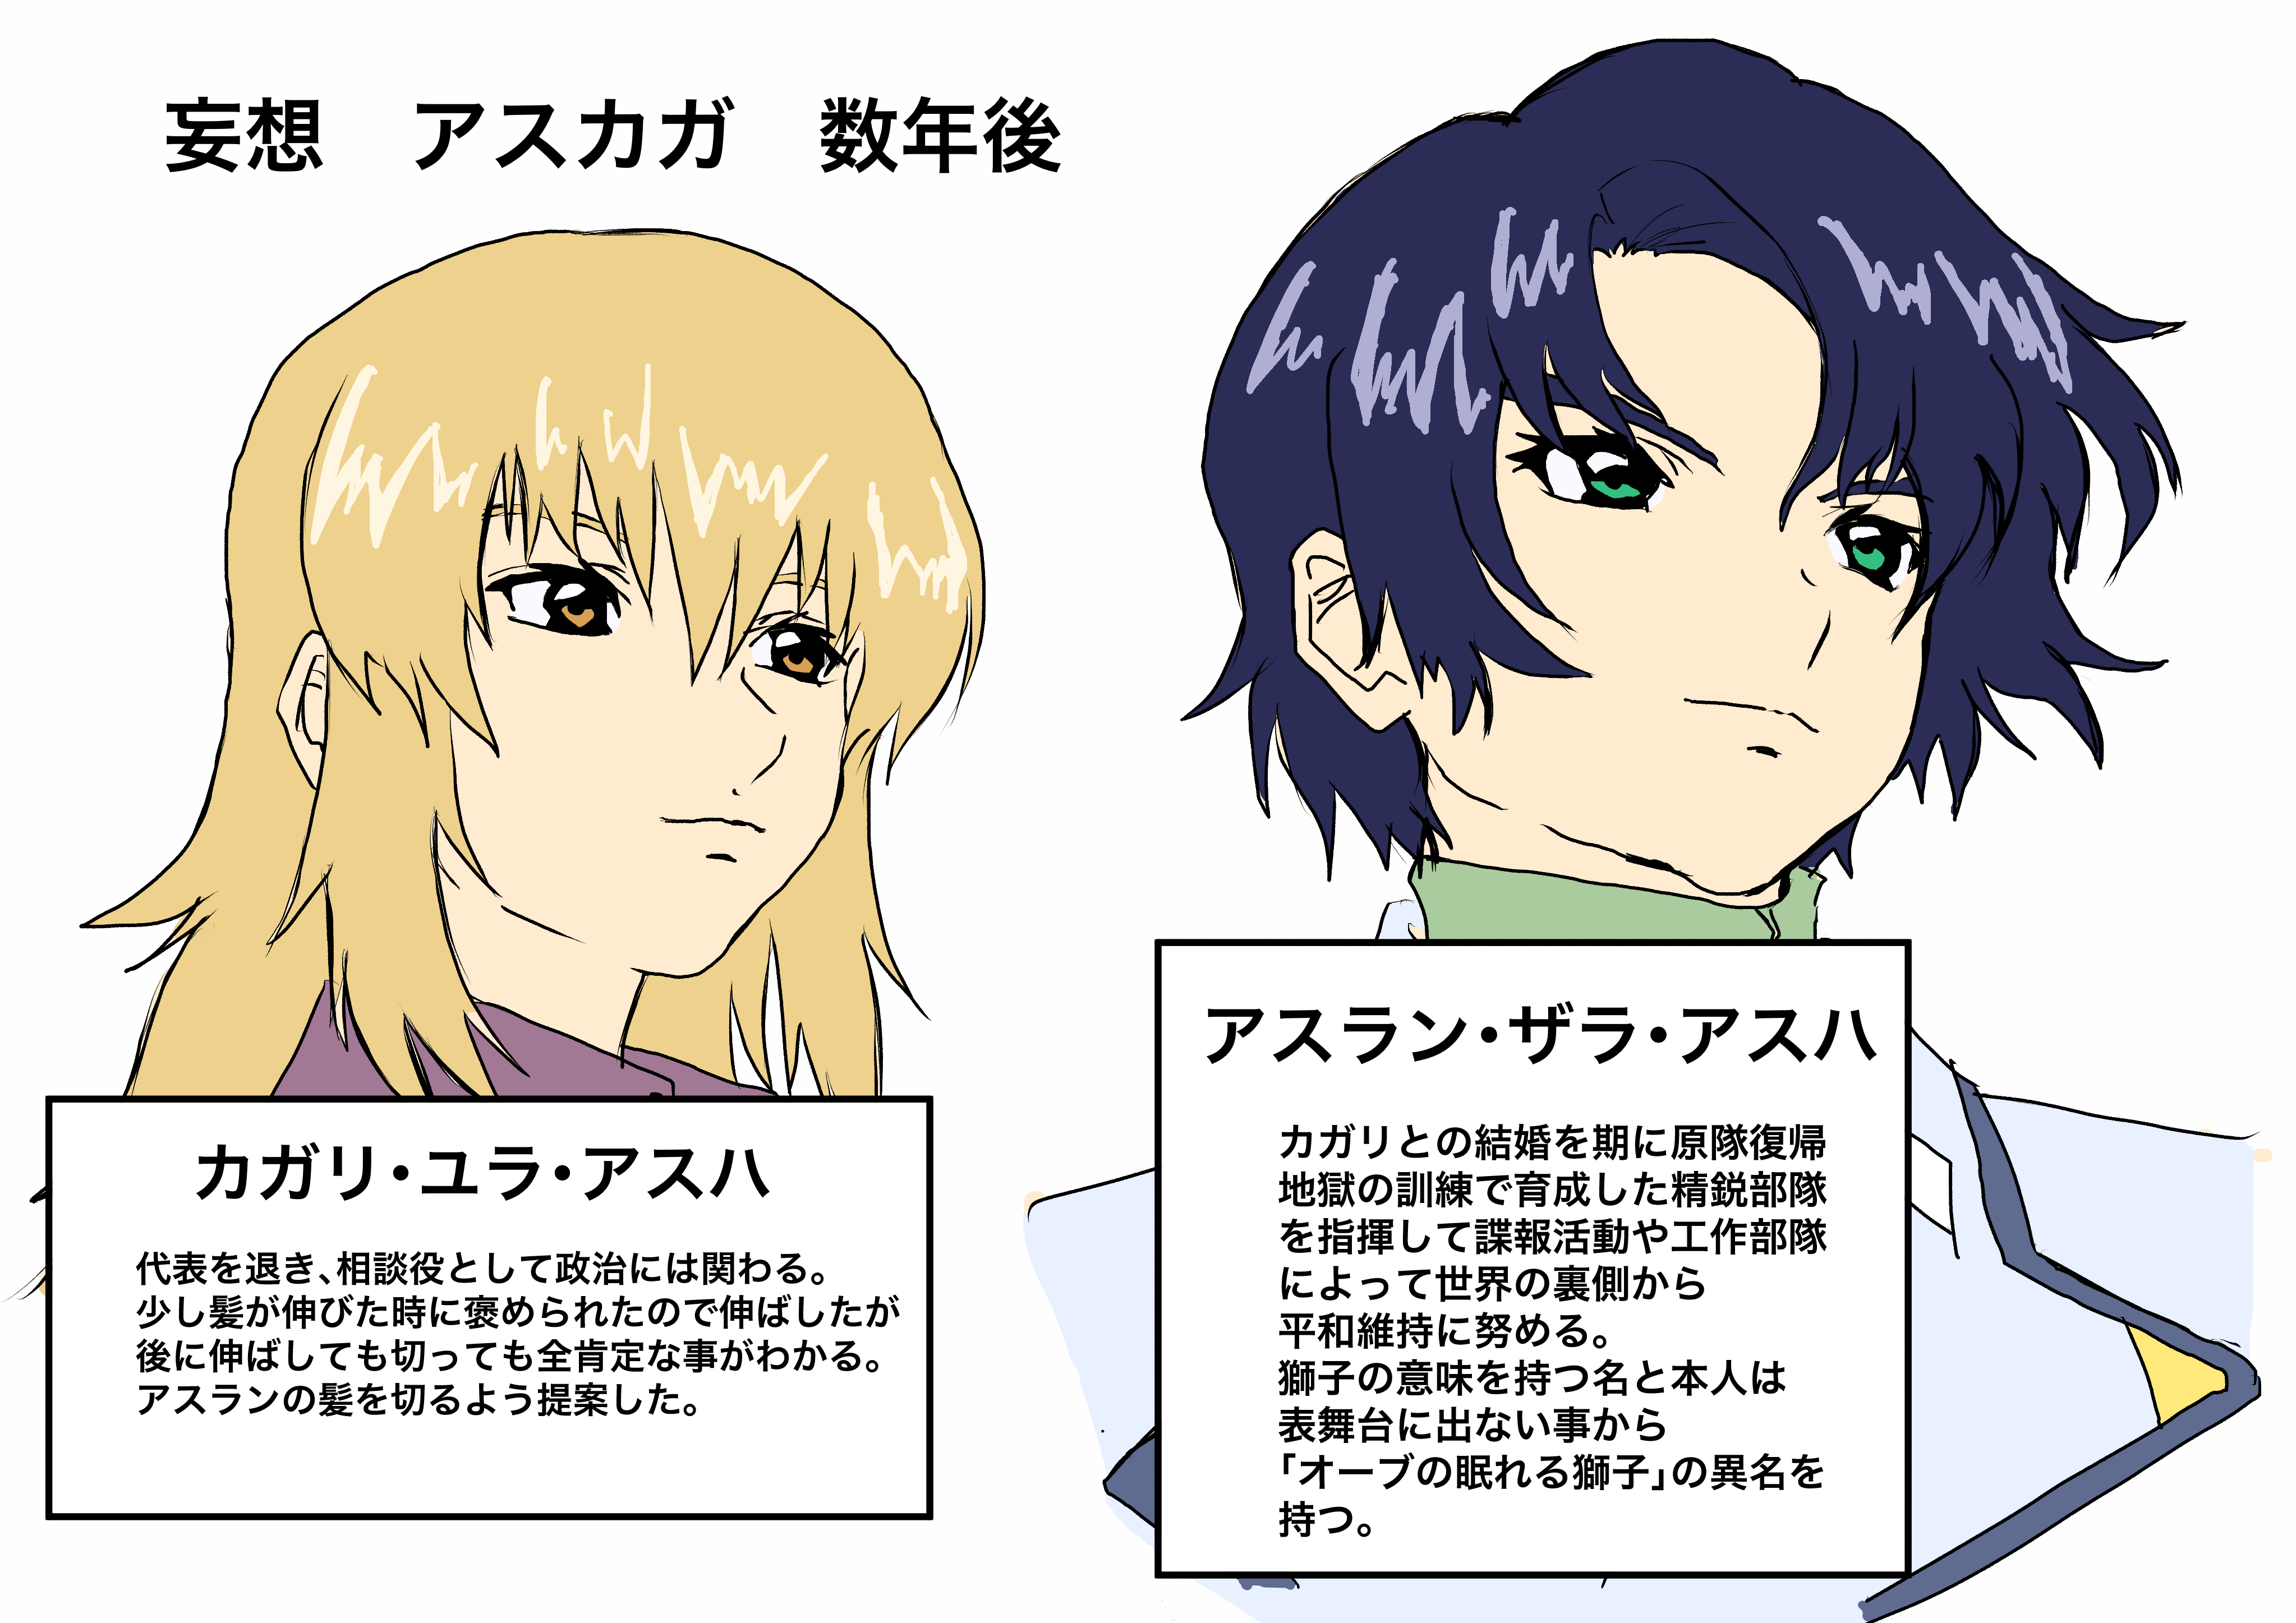 妄想　アスカガ　数年後
カガリ・ユラ・アスハ
代表を退き、相談役として政治には関わる。
少し髪が伸びた時に褒められたので伸ばしたが
後に伸ばしても切っても全肯定な事がわかる。
アスランの髪を切るよう提案した。
アスラン・ザラ・アスハ
カガリとの結婚を期に原隊復帰
地獄の訓練で育成した精鋭部隊
を指揮して諜報活動や工作部隊
によって世界の裏側から
平和維持に努める。
獅子の意味を持つ名と本人は
表舞台に出ない事から
「オーブの眠れる獅子」の異名を
持つ。